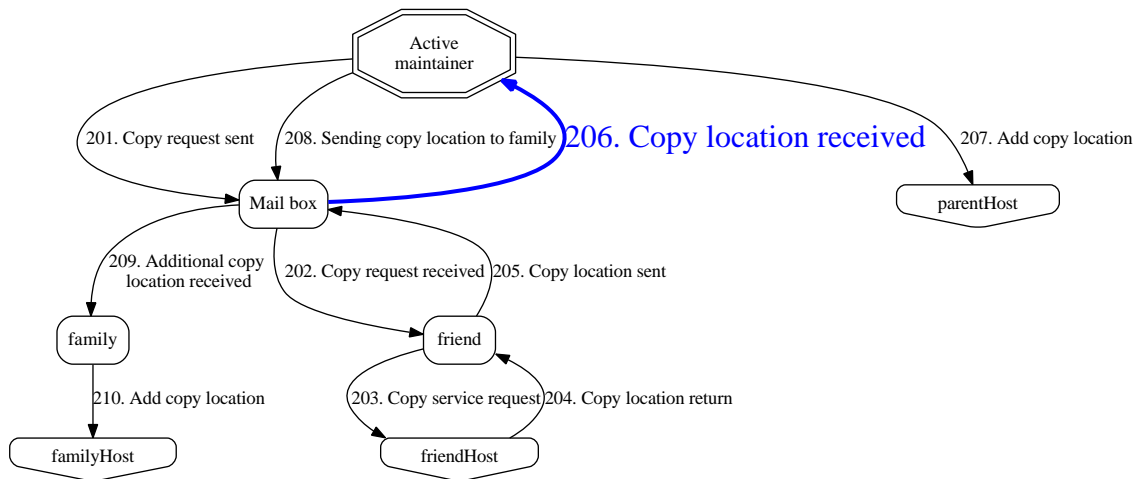 Active
maintainer
201. Copy request sent
208. Sending copy location to family
206. Copy location received
207. Add copy location
Mail box
parentHost
209. Additional copy
location received
202. Copy request received
205. Copy location sent
family
friend
210. Add copy location
203. Copy service request
204. Copy location return
familyHost
friendHost